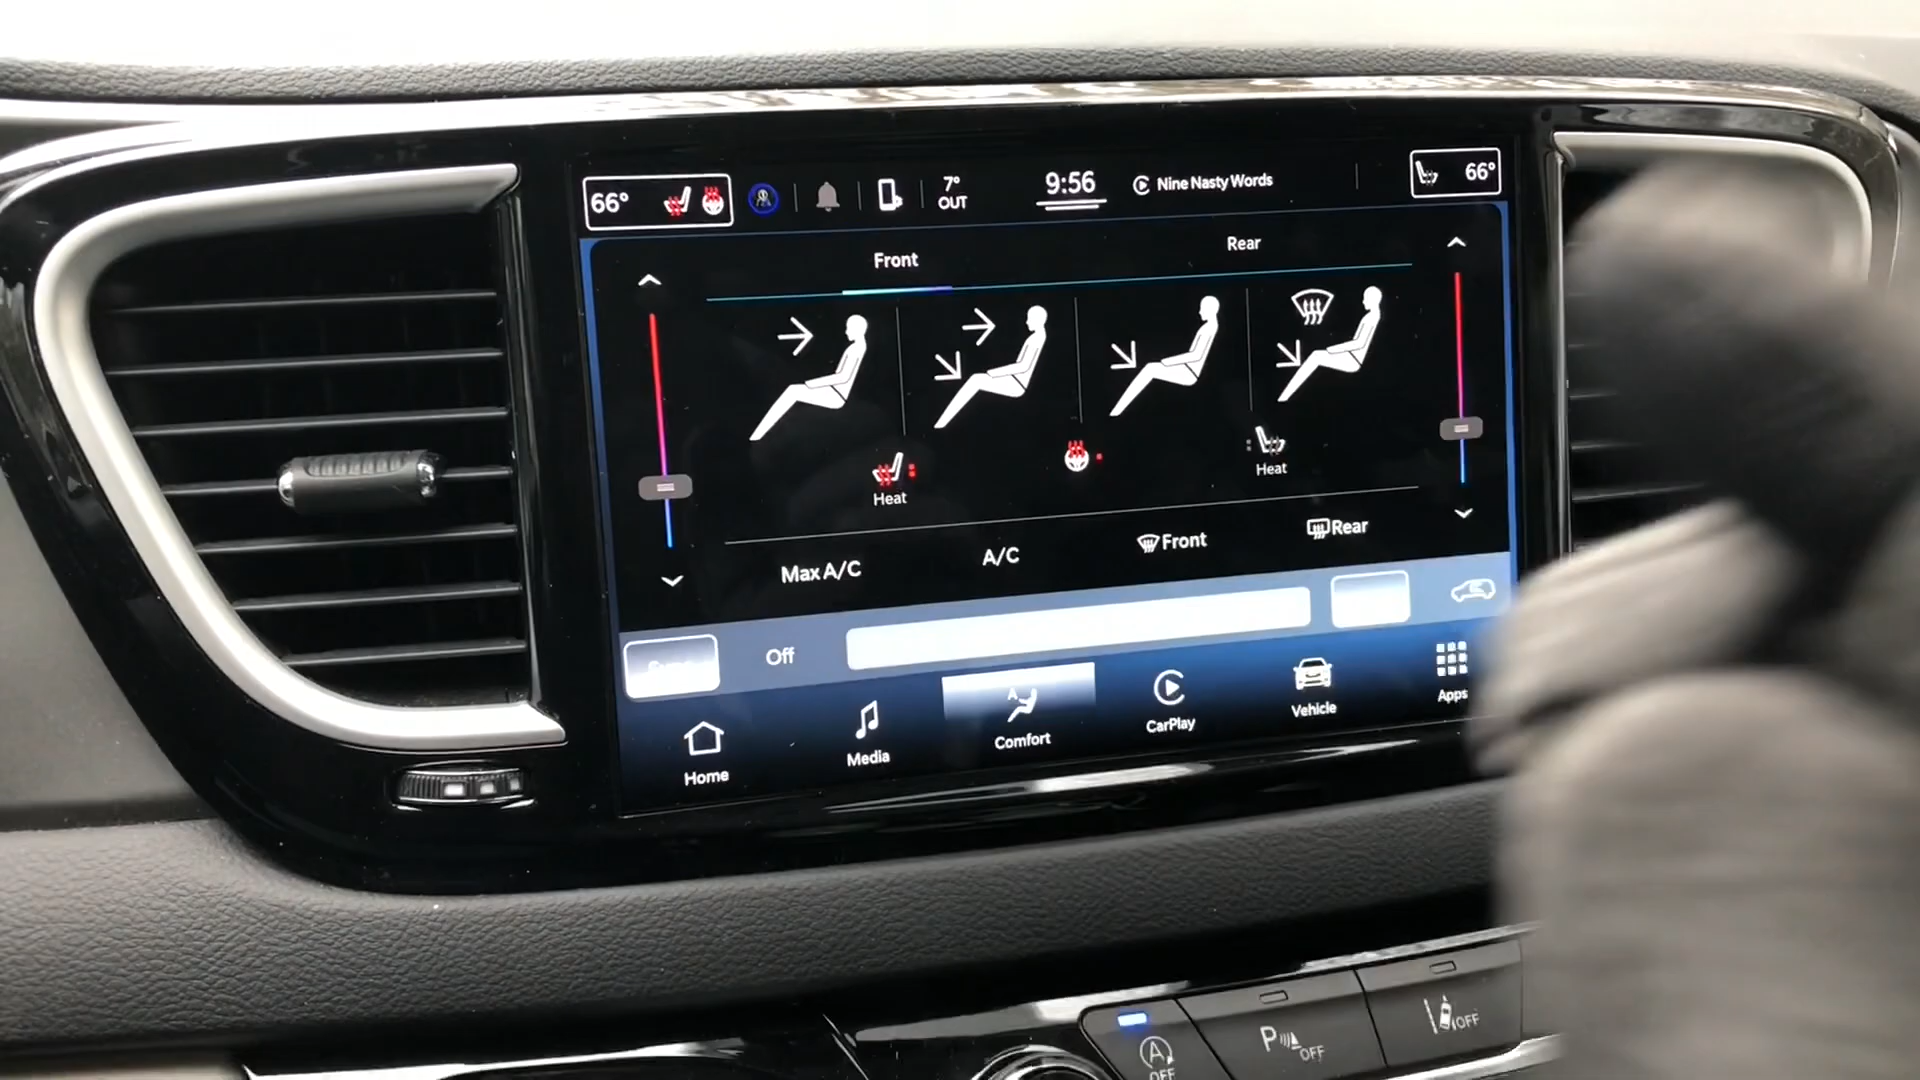 66°
7°
OUT
9:56
Nine Nasty Words
66°
Front
Rear
Heat
Heat
Max A/C
A/C
Front
Rear
Off
Home
Media
A
Comfort
CarPlay
Vehicle
Apps
A
OFF
P
OFF
OFF